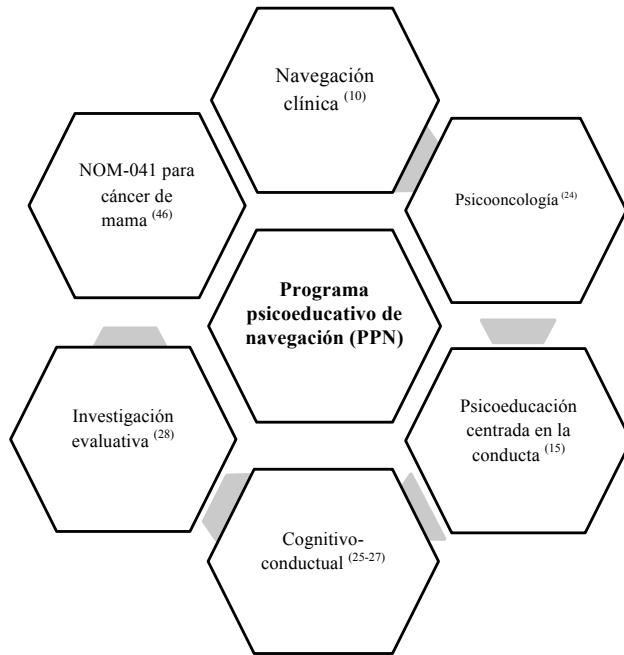 Navegación
clínica (10)
NOM-041 para
cáncer de
mama (46)
Psicooncología (24)
Programa
psicoeducativo de
navegación (PPN)
Investigación
evaluativa (28)
Psicoeducación
centrada en la
conducta (15)
Cognitivo-
conductual (25-27)